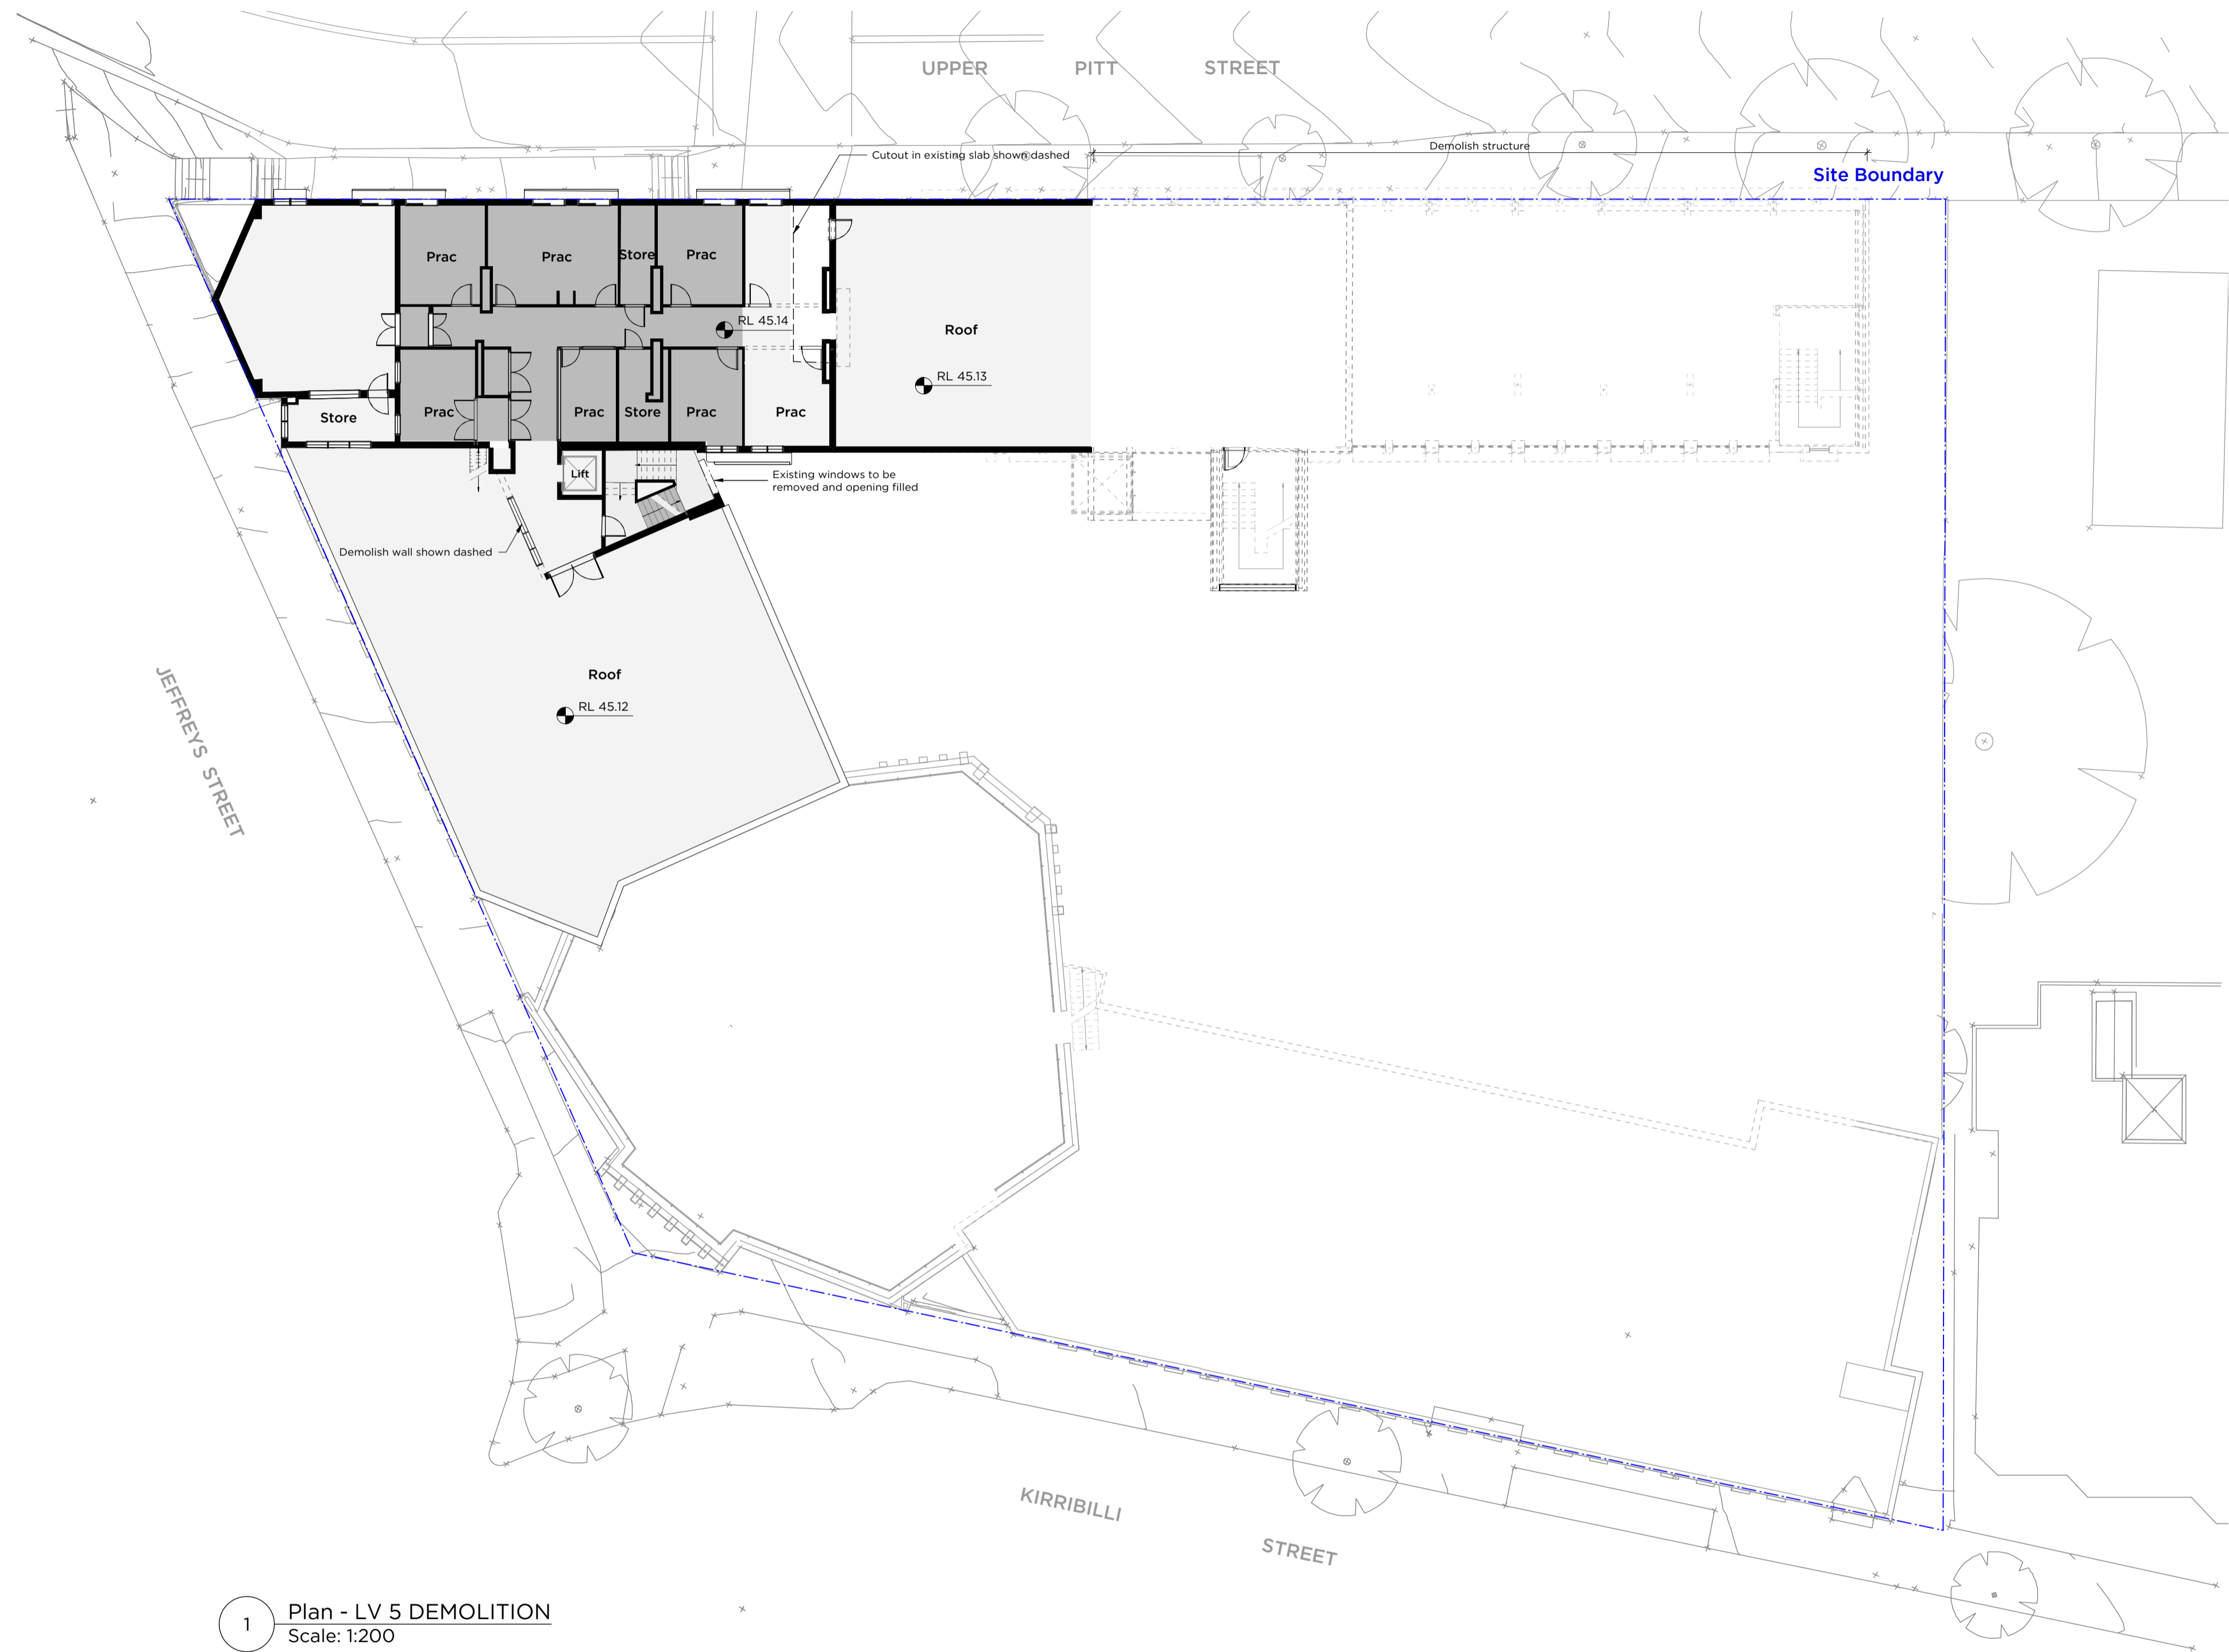 UPPER PITT STREET
Cutout in existing slab shown dashed
Demolish structure
Site Boundary
Prac
Prac
Store
Prac
RL 45.14
Roof
RL 45.13
Store
Prac
Prac
Store
Prac
Prac
Lift
Existing windows to be
removed and opening filled
Demolish wall shown dashed
Roof
RL 45.12
JEFFREYS STREET
KIRRIBILLI STREET
1
Plan - LV 5 DEMOLITION
Scale: 1:200